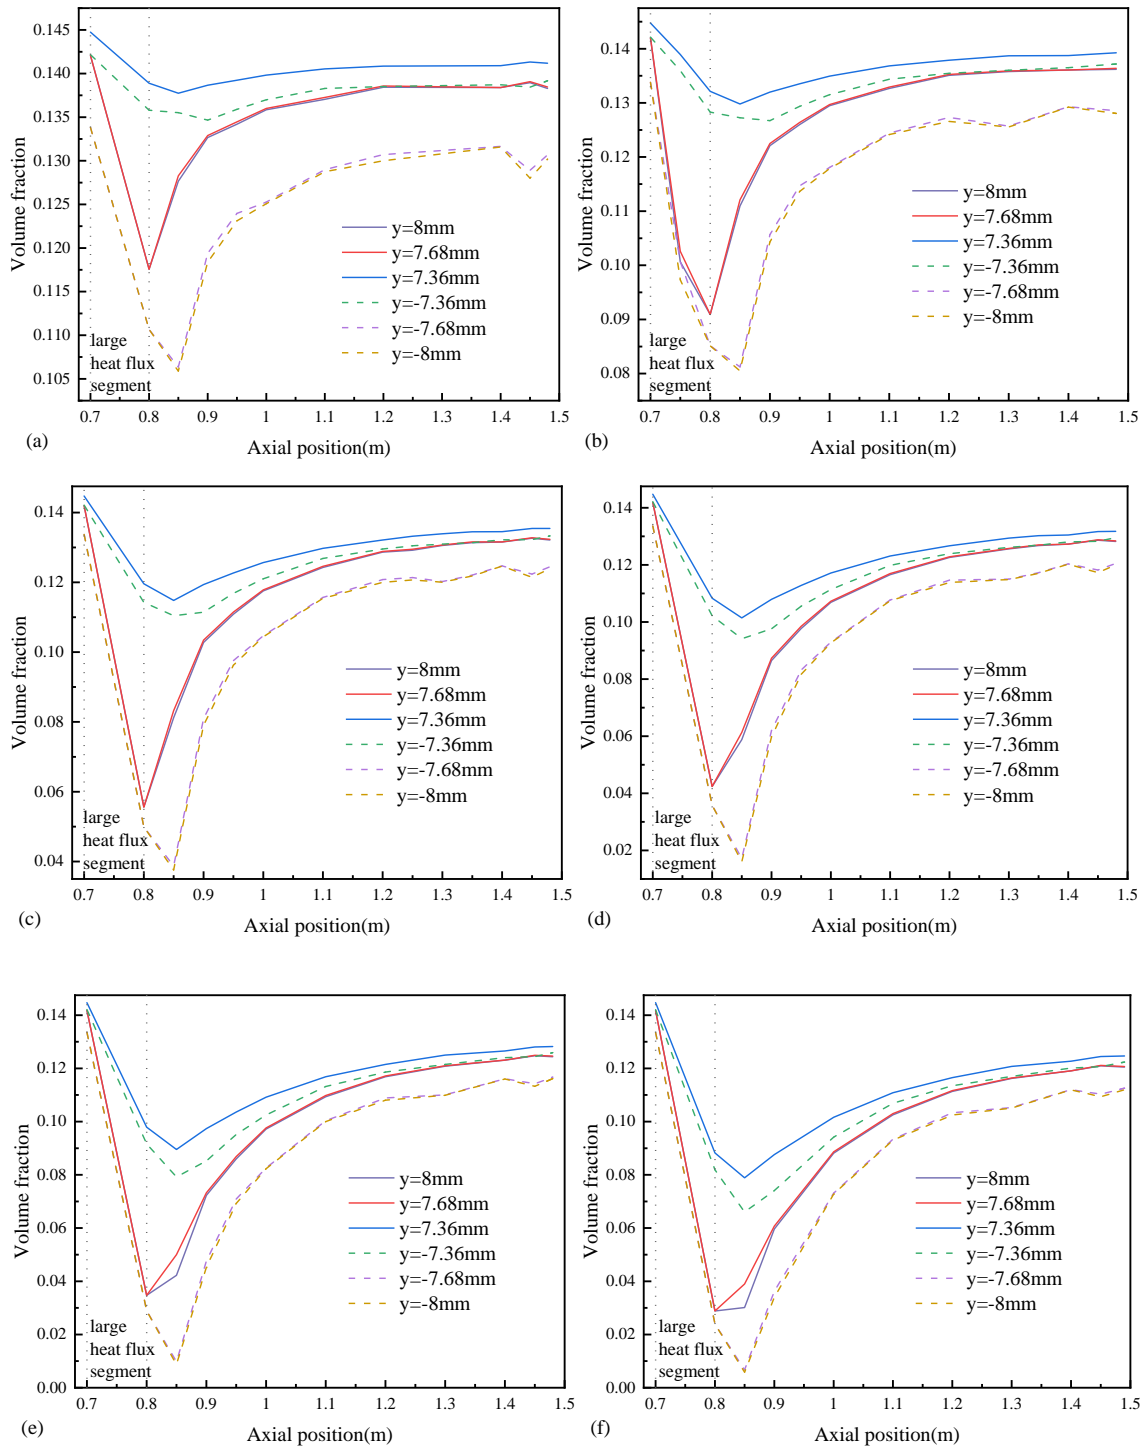 0.145
0.140
0.135
0.130
0.125
0.120
0.115
0.110
0.105
Volume fraction
y=8mm
y=7.68mm
y=7.36mm
y=-7.36mm
y=-7.68mm
y=-8mm
large
heat flux
segment
0.7 0.8 0.9 1 1.1 1.2 1.3 1.4 1.5
(a)
Axial position(m)
0.14
0.13
0.12
0.11
0.10
0.09
0.08
Volume fraction
y=8mm
y=7.68mm
y=7.36mm
y=-7.36mm
y=-7.68mm
y=-8mm
large
heat flux
segment
0.7 0.8 0.9 1 1.1 1.2 1.3 1.4 1.5
(b)
Axial position(m)
0.14
0.12
0.10
0.08
0.06
0.04
Volume fraction
y=8mm
y=7.68mm
y=7.36mm
y=-7.36mm
y=-7.68mm
y=-8mm
large
heat flux
segment
0.7 0.8 0.9 1 1.1 1.2 1.3 1.4 1.5
(c)
Axial position(m)
0.14
0.12
0.10
0.08
0.06
0.04
0.02
Volume fraction
y=8mm
y=7.68mm
y=7.36mm
y=-7.36mm
y=-7.68mm
y=-8mm
large
heat flux
segment
0.7 0.8 0.9 1 1.1 1.2 1.3 1.4 1.5
(d)
Axial position(m)
0.14
0.12
0.10
0.08
0.06
0.04
0.02
0.00
Volume fraction
y=8mm
y=7.68mm
y=7.36mm
y=-7.36mm
y=-7.68mm
y=-8mm
large
heat flux
segment
0.7 0.8 0.9 1 1.1 1.2 1.3 1.4 1.5
(e)
Axial position(m)
0.14
0.12
0.10
0.08
0.06
0.04
0.02
0.00
Volume fraction
y=8mm
y=7.68mm
y=7.36mm
y=-7.36mm
y=-7.68mm
y=-8mm
large
heat flux
segment
0.7 0.8 0.9 1 1.1 1.2 1.3 1.4 1.5
(f)
Axial position(m)